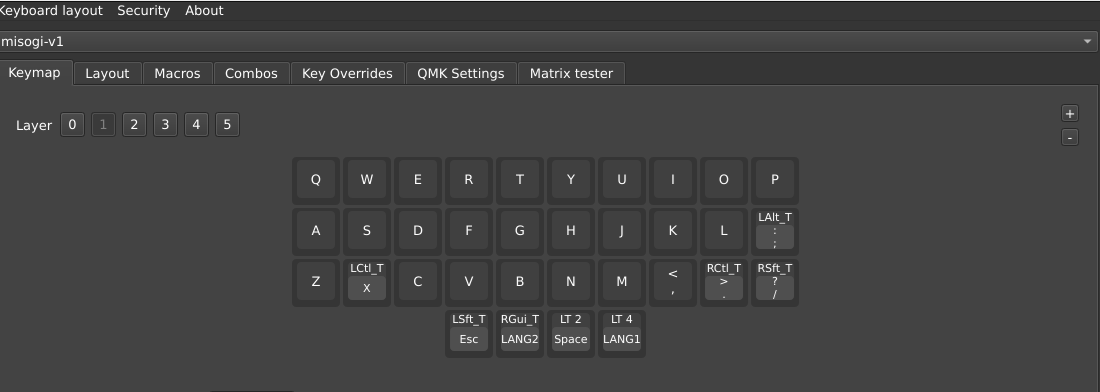 Keyboard layout Security About
misogi-v1
Keymap Layout Macros Combos Key Overrides QMK Settings Matrix tester
Layer 0 1 2 3 4 5
+
-
Q W E R T Y U I O P
A S D F G H J K L LAlt_T : ;
Z LCtl_T X C V B N M < , RCtl_T > . RSft_T ? /
LSft_T Esc RGui_T LANG2 LT 2 Space LT 4 LANG1